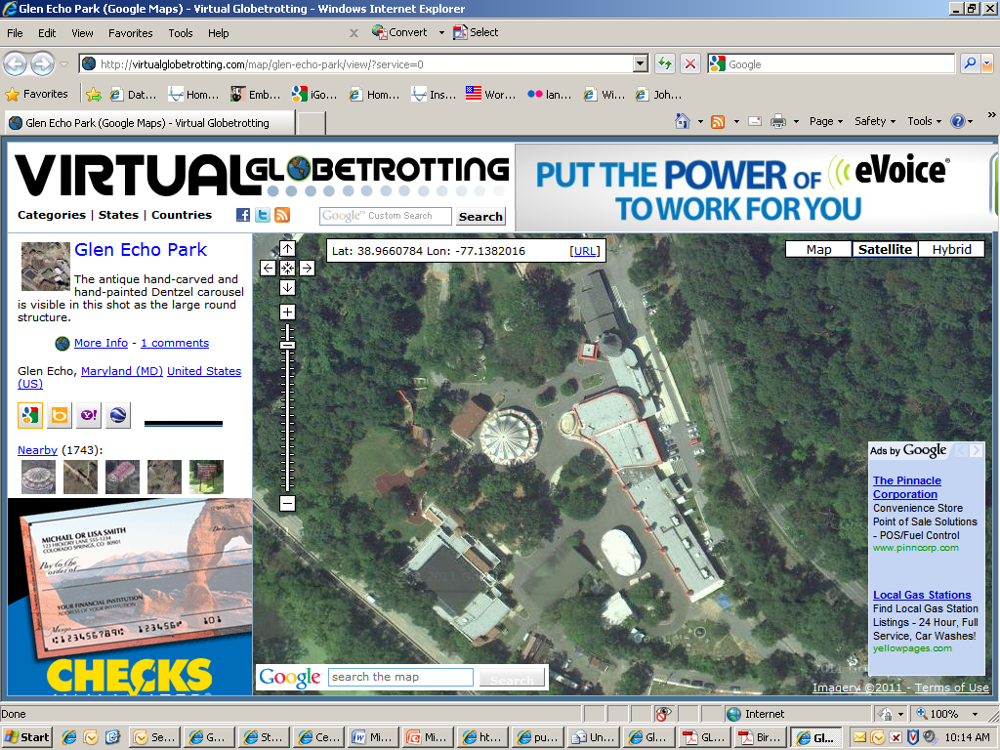 Glen Echo Park (Google Maps) - Virtual Globetrotting - Windows Internet Explorer
File Edit View Favorites Tools Help
Convert Select
http://virtualglobetrotting.com/map/glen-echo-park/view/?service=0
Google
Favorites Dat... Hom... Emb... iGo... Hom... Ins... Wor... lan... Wi... Joh...
Glen Echo Park (Google Maps) - Virtual Globetrotting
Page Safety Tools
VIRTUAL GLOBETROTTING
Categories | States | Countries
Google™ Custom Search
Search
PUT THE POWER OF eVoice®
TO WORK FOR YOU
Glen Echo Park
The antique hand-carved and
hand-painted Dentzel carousel
is visible in this shot as the large round
structure.
More Info - 1 comments
Glen Echo, Maryland (MD) United States
(US)
Nearby (1743):
MICHAEL OR LISA SMITH
123 HICKORY LANE 555-1234
COLORADO SPRINGS, CO 80901
Pay to the
order of
Date
YOUR FINANCIAL INSTITUTION
ADDRESS OF YOUR INSTITUTION
CHECKS
Lat: 38.9660784 Lon: -77.1382016 [URL]
Map Satellite Hybrid
Ads by Google
The Pinnacle
Corporation
Convenience Store
Point of Sale Solutions
- POS/Fuel Control
www.pinncorp.com
Local Gas Stations
Find Local Gas Station
Listings - 24 Hour, Full
Service, Car Washes!
yellowpages.com
Google search the map Search
Imagery ©2011 - Terms of Use
Done
Internet
100%
Start Se... G... St... Ce... Mi... Mi... ht... pu... Un... Gl... GL... Bir... Gl... 10:14 AM